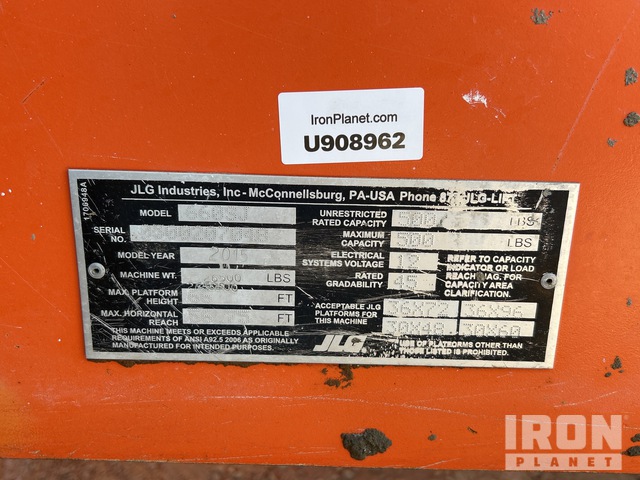 IronPlanet.com
U908962
1706948A
JLG Industries, Inc - McConnellsburg, PA-USA Phone
MODEL
UNRESTRICTED RATED CAPACITY 500 LBS
SERIAL NO.
MAXIMUM CAPACITY 500 LBS
MODEL YEAR
ELECTRICAL SYSTEMS VOLTAGE 12
REFER TO CAPACITY
INDICATOR OR LOAD
REACH DIAG. FOR
CAPACITY AREA
CLARIFICATION.
MACHINE WT. LBS
RATED GRADABILITY 45
MAX. PLATFORM HEIGHT FT
MAX. HORIZONTAL REACH FT
ACCEPTABLE JLG
PLATFORMS FOR
THIS MACHINE
36X72 36X96
30X48 30X60
THIS MACHINE MEETS OR EXCEEDS APPLICABLE
REQUIREMENTS OF ANSI A92.5 2006 AS ORIGINALLY
MANUFACTURED FOR INTENDED PURPOSES.
JLG
USE OF PLATFORMS OTHER THAN
THOSE LISTED IS PROHIBITED.
IRON
PLANET